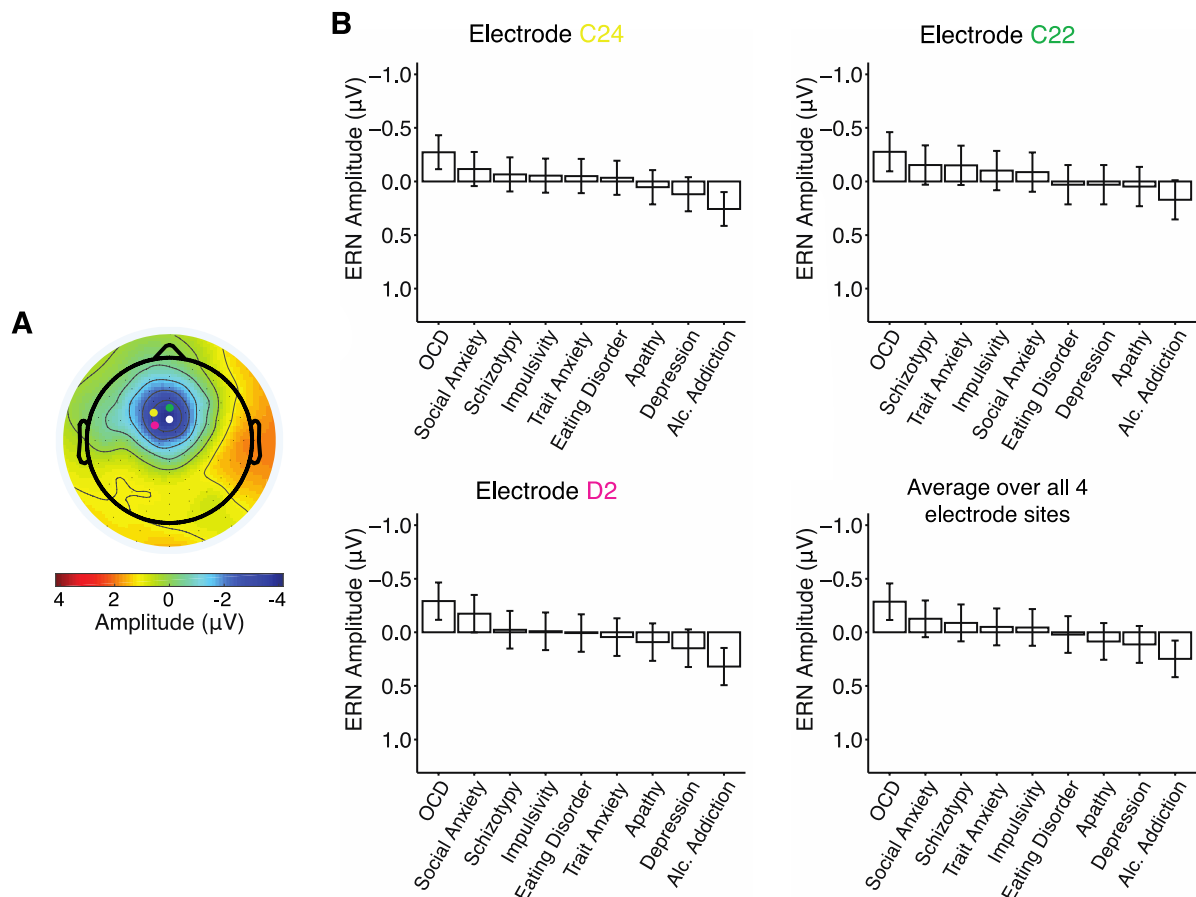 B
Electrode C24
ERN Amplitude (µV)
−1.0
−0.5
0.0
0.5
1.0
OCD
Social Anxiety
Schizotypy
Impulsivity
Trait Anxiety
Eating Disorder
Apathy
Depression
Alc. Addiction
Electrode C22
ERN Amplitude (µV)
−1.0
−0.5
0.0
0.5
1.0
OCD
Schizotypy
Trait Anxiety
Impulsivity
Social Anxiety
Eating Disorder
Depression
Apathy
Alc. Addiction
A
4 2 0 -2 -4
Amplitude (µV)
Electrode D2
ERN Amplitude (µV)
−1.0
−0.5
0.0
0.5
1.0
OCD
Social Anxiety
Schizotypy
Impulsivity
Eating Disorder
Trait Anxiety
Apathy
Depression
Alc. Addiction
Average over all 4
electrode sites
ERN Amplitude (µV)
−1.0
−0.5
0.0
0.5
1.0
OCD
Social Anxiety
Schizotypy
Trait Anxiety
Impulsivity
Eating Disorder
Apathy
Depression
Alc. Addiction